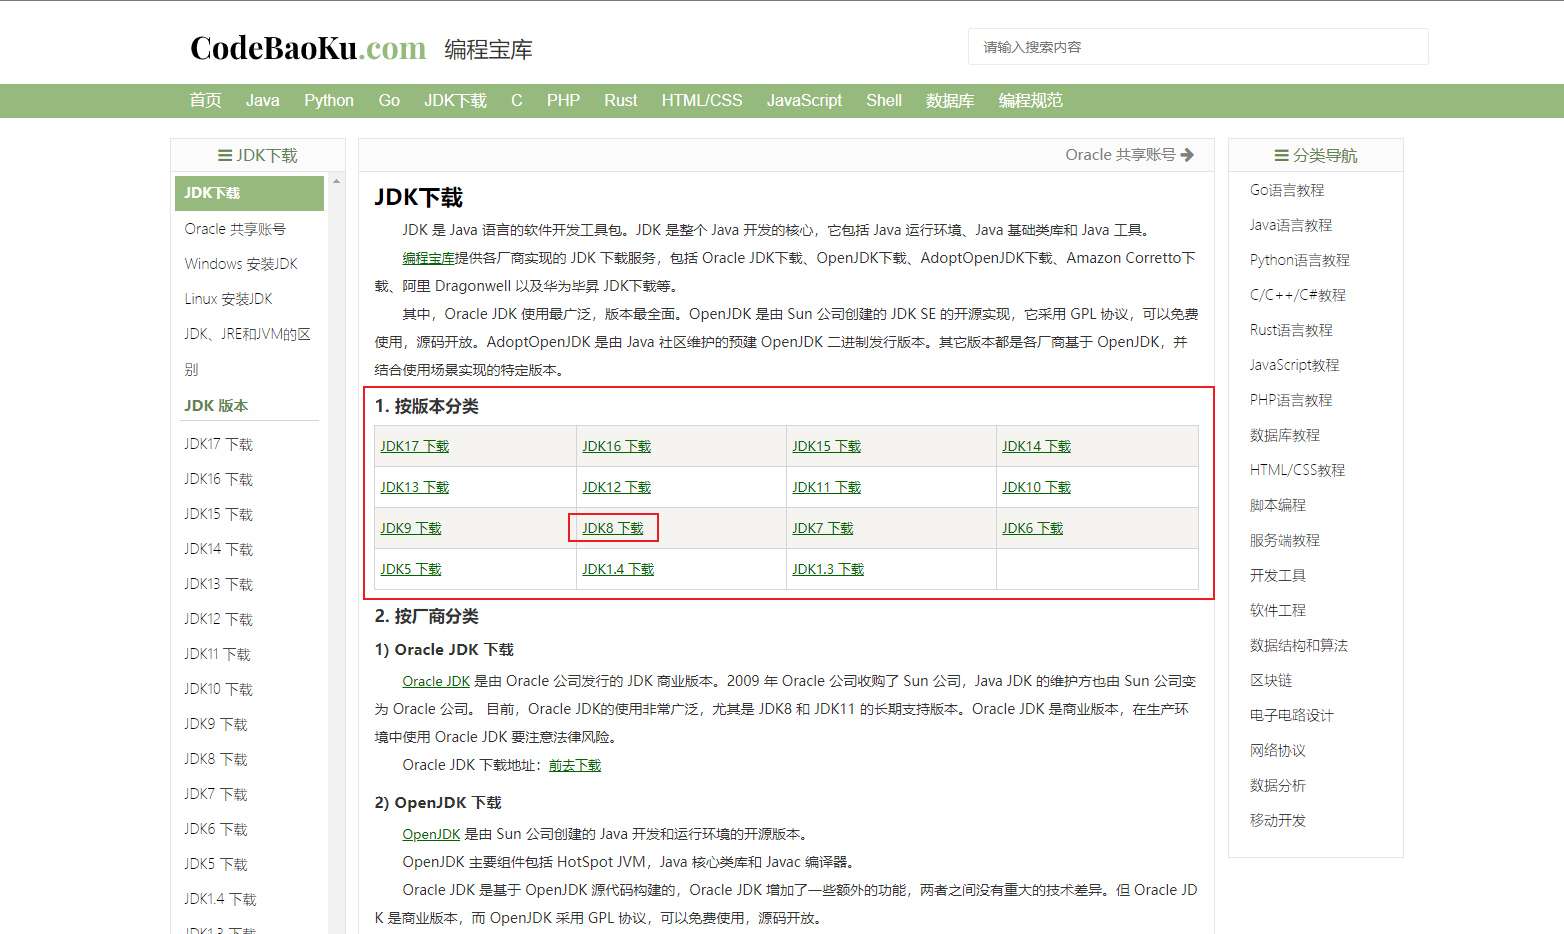 CodeBaoKu.com 编程宝库
请输入搜索内容
首页 Java Python Go JDK下载 C PHP Rust HTML/CSS JavaScript Shell 数据库 编程规范
JDK下载
JDK下载
Oracle 共享账号
Windows 安装JDK
Linux 安装JDK
JDK、JRE和JVM的区
别
JDK 版本
JDK17 下载
JDK16 下载
JDK15 下载
JDK14 下载
JDK13 下载
JDK12 下载
JDK11 下载
JDK10 下载
JDK9 下载
JDK8 下载
JDK7 下载
JDK6 下载
JDK5 下载
JDK1.4 下载
JDK1.3 下载
Oracle 共享账号
JDK下载
JDK 是 Java 语言的软件开发工具包。JDK 是整个 Java 开发的核心，它包括 Java 运行环境、Java 基础类库和 Java 工具。
编程宝库提供各厂商实现的 JDK 下载服务，包括 Oracle JDK下载、OpenJDK下载、AdoptOpenJDK下载、Amazon Corretto下
载、阿里 Dragonwell 以及华为毕昇 JDK下载等。
其中，Oracle JDK 使用最广泛，版本最全面。OpenJDK 是由 Sun 公司创建的 JDK SE 的开源实现，它采用 GPL 协议，可以免费
使用，源码开放。AdoptOpenJDK 是由 Java 社区维护的预建 OpenJDK 二进制发行版本。其它版本都是各厂商基于 OpenJDK，并
结合使用场景实现的特定版本。
1. 按版本分类
JDK17 下载 JDK16 下载 JDK15 下载 JDK14 下载
JDK13 下载 JDK12 下载 JDK11 下载 JDK10 下载
JDK9 下载 JDK8 下载 JDK7 下载 JDK6 下载
JDK5 下载 JDK1.4 下载 JDK1.3 下载
2. 按厂商分类
1) Oracle JDK 下载
Oracle JDK 是由 Oracle 公司发行的 JDK 商业版本。2009 年 Oracle 公司收购了 Sun 公司，Java JDK 的维护方也由 Sun 公司变
为 Oracle 公司。 目前，Oracle JDK的使用非常广泛，尤其是 JDK8 和 JDK11 的长期支持版本。Oracle JDK 是商业版本，在生产环
境中使用 Oracle JDK 要注意法律风险。
Oracle JDK 下载地址：前去下载
2) OpenJDK 下载
OpenJDK 是由 Sun 公司创建的 Java 开发和运行环境的开源版本。
OpenJDK 主要组件包括 HotSpot JVM，Java 核心类库和 Javac 编译器。
Oracle JDK 是基于 OpenJDK 源代码构建的，Oracle JDK 增加了一些额外的功能，两者之间没有重大的技术差异。但 Oracle JD
K 是商业版本，而 OpenJDK 采用 GPL 协议，可以免费使用，源码开放。
分类导航
Go语言教程
Java语言教程
Python语言教程
C/C++/C#教程
Rust语言教程
JavaScript教程
PHP语言教程
数据库教程
HTML/CSS教程
脚本编程
服务端教程
开发工具
软件工程
数据结构和算法
区块链
电子电路设计
网络协议
数据分析
移动开发